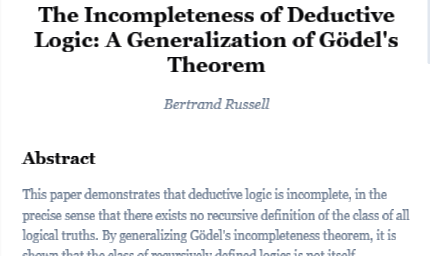 The Incompleteness of Deductive
Logic: A Generalization of Gödel's
Theorem
Bertrand Russell
Abstract
This paper demonstrates that deductive logic is incomplete, in the
precise sense that there exists no recursive definition of the class of all
logical truths. By generalizing Gödel's incompleteness theorem, it is
shown that the class of recursively defined logics is not itself